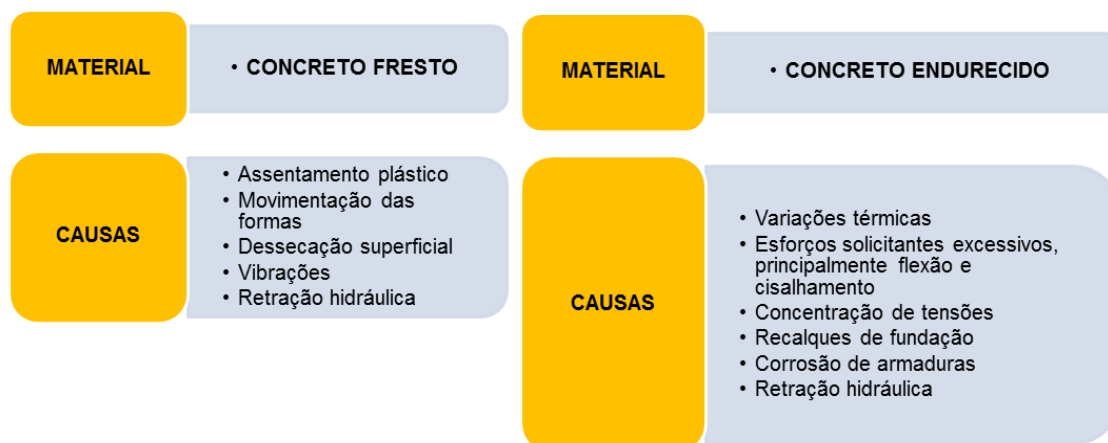 MATERIAL
• CONCRETO FRESTO
CAUSAS
• Assentamento plástico
• Movimentação das
formas
• Dessecação superficial
• Vibrações
• Retração hidráulica
MATERIAL
• CONCRETO ENDURECIDO
CAUSAS
• Variações térmicas
• Esforços solicitantes excessivos,
principalmente flexão e
cisalhamento
• Concentração de tensões
• Recalques de fundação
• Corrosão de armaduras
• Retração hidráulica